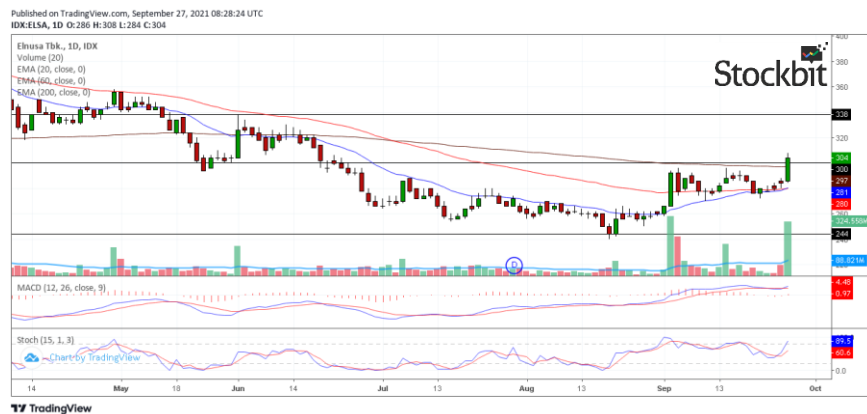 Published on TradingView.com, September 27, 2021 08:28:24 UTC
IDX:ELSA, 1D O:286 H:308 L:284 C:304
Elnusa Tbk., 1D, IDX
Volume (20)
EMA (20, close, 0)
EMA (60, close, 0)
EMA (200, close, 0)
Stockbit
400
380
360
338
320
304
300
297
281
280
260
324.556M
244
88.821M
D
MACD (12, 26, close, 9)
4.48
0.97
Stoch (15, 1, 3)
Chart by TradingView
89.5
60.6
0.0
14 May 18 Jun 14 Jul 13 Aug 18 Sep 13 Oct
TradingView